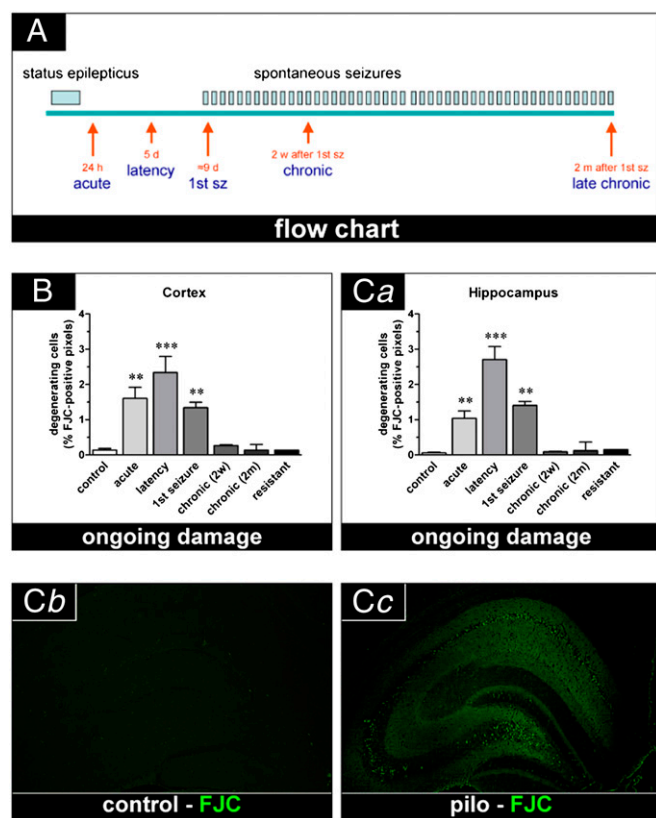 A
status epilepticus
spontaneous seizures
24 h
acute
5 d
latency
≈9 d
1st sz
2 w after 1st sz
chronic
2 m after 1st sz
late chronic
flow chart
B
Cortex
degenerating cells
(% FJC-positive pixels)
4
3
2
1
0
**
***
**
control
acute
latency
1st seizure
chronic (2w)
chronic (2m)
resistant
ongoing damage
Ca
Hippocampus
degenerating cells
(% FJC-positive pixels)
4
3
2
1
0
**
***
**
control
acute
latency
1st seizure
chronic (2w)
chronic (2m)
resistant
ongoing damage
Cb
control - FJC
Cc
pilo - FJC